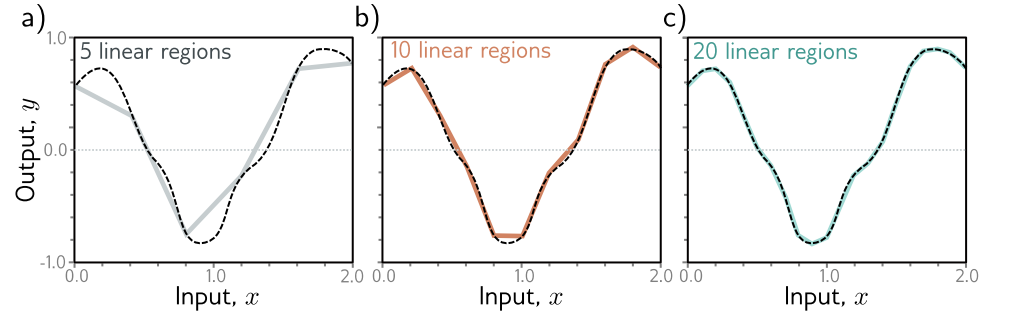 a)
5 linear regions
1.0
0.0
-1.0
Output, y
0.0
1.0
2.0
Input, x
b)
10 linear regions
0.0
1.0
2.0
Input, x
c)
20 linear regions
0.0
1.0
2.0
Input, x